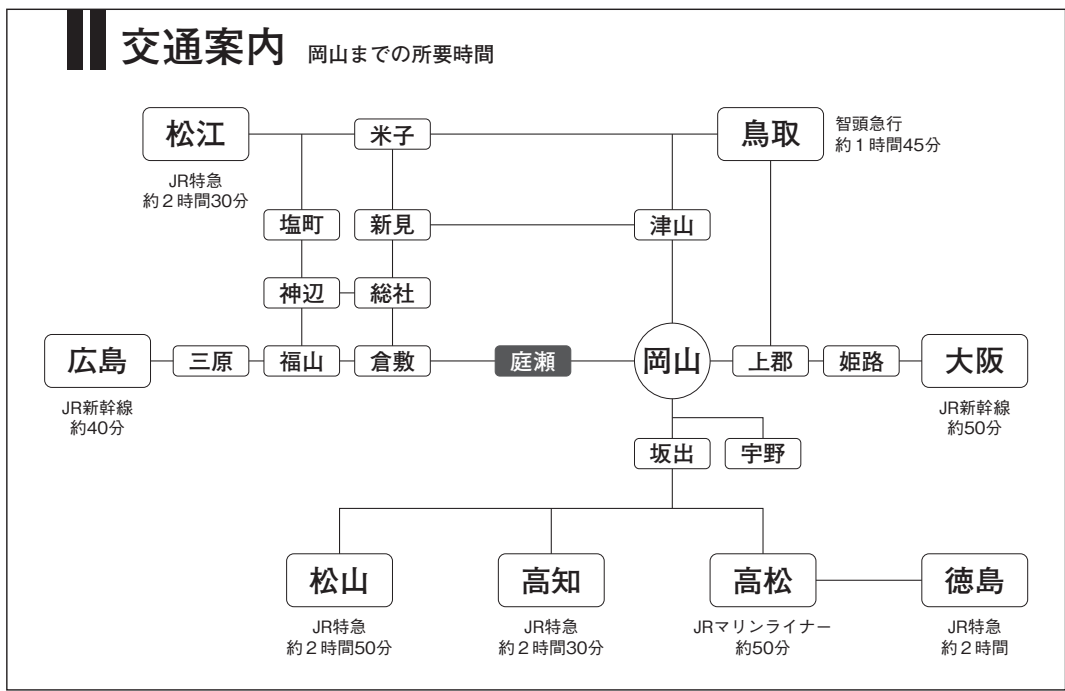 交通案内 岡山までの所要時間
松江
米子
鳥取
智頭急行
約1時間45分
JR特急
約2時間30分
塩町
新見
津山
神辺
総社
広島
三原
福山
倉敷
庭瀬
岡山
上郡
姫路
大阪
JR新幹線
約40分
JR新幹線
約50分
坂出
宇野
松山
高知
高松
徳島
JR特急
約2時間50分
JR特急
約2時間30分
JRマリンライナー
約50分
JR特急
約2時間